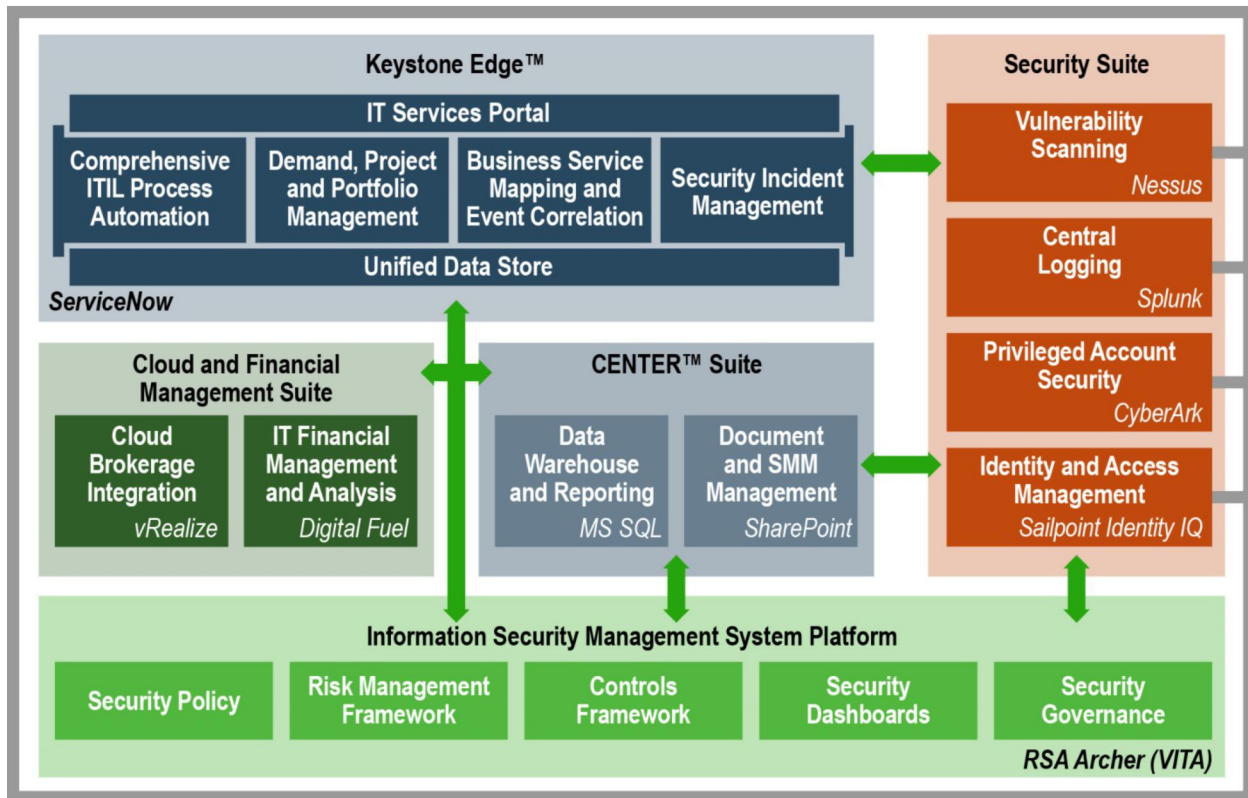 Keystone Edge™
IT Services Portal
Comprehensive
ITIL Process
Automation
Demand, Project
and Portfolio
Management
Business Service
Mapping and
Event Correlation
Security Incident
Management
Unified Data Store
ServiceNow
Security Suite
Vulnerability
Scanning
Nessus
Central
Logging
Splunk
Privileged Account
Security
CyberArk
Identity and Access
Management
Sailpoint Identity IQ
Cloud and Financial
Management Suite
Cloud
Brokerage
Integration
vRealize
IT Financial
Management
and Analysis
Digital Fuel
CENTER™ Suite
Data
Warehouse
and Reporting
MS SQL
Document
and SMM
Management
SharePoint
Information Security Management System Platform
Security Policy
Risk Management
Framework
Controls
Framework
Security
Dashboards
Security
Governance
RSA Archer (VITA)